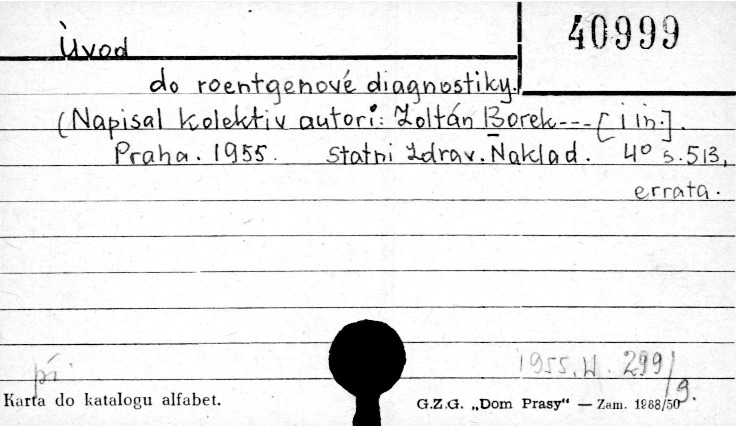 40999
Úvod
do roentgenové diagnostiky.
(Napisal kolektiv autori: Zoltán Borek --- [i in.].
Praha. 1955. Statni Zdrav. Naklad. 4° s. 513,
errata.
pí.
1955. W. 299/9.
Karta do katalogu alfabet.
G.Z.G. „Dom Prasy“ — Zam. 1988/50